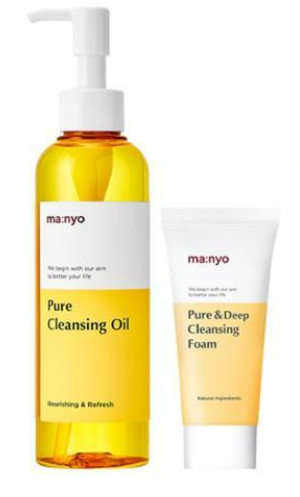 ma:nyo
We begin with our aim
to better your life
Pure
Cleansing Oil
Nourishing & Refresh
ma:nyo
We begin with our aim
to better your life
Pure & Deep
Cleansing
Foam
Natural Ingredients